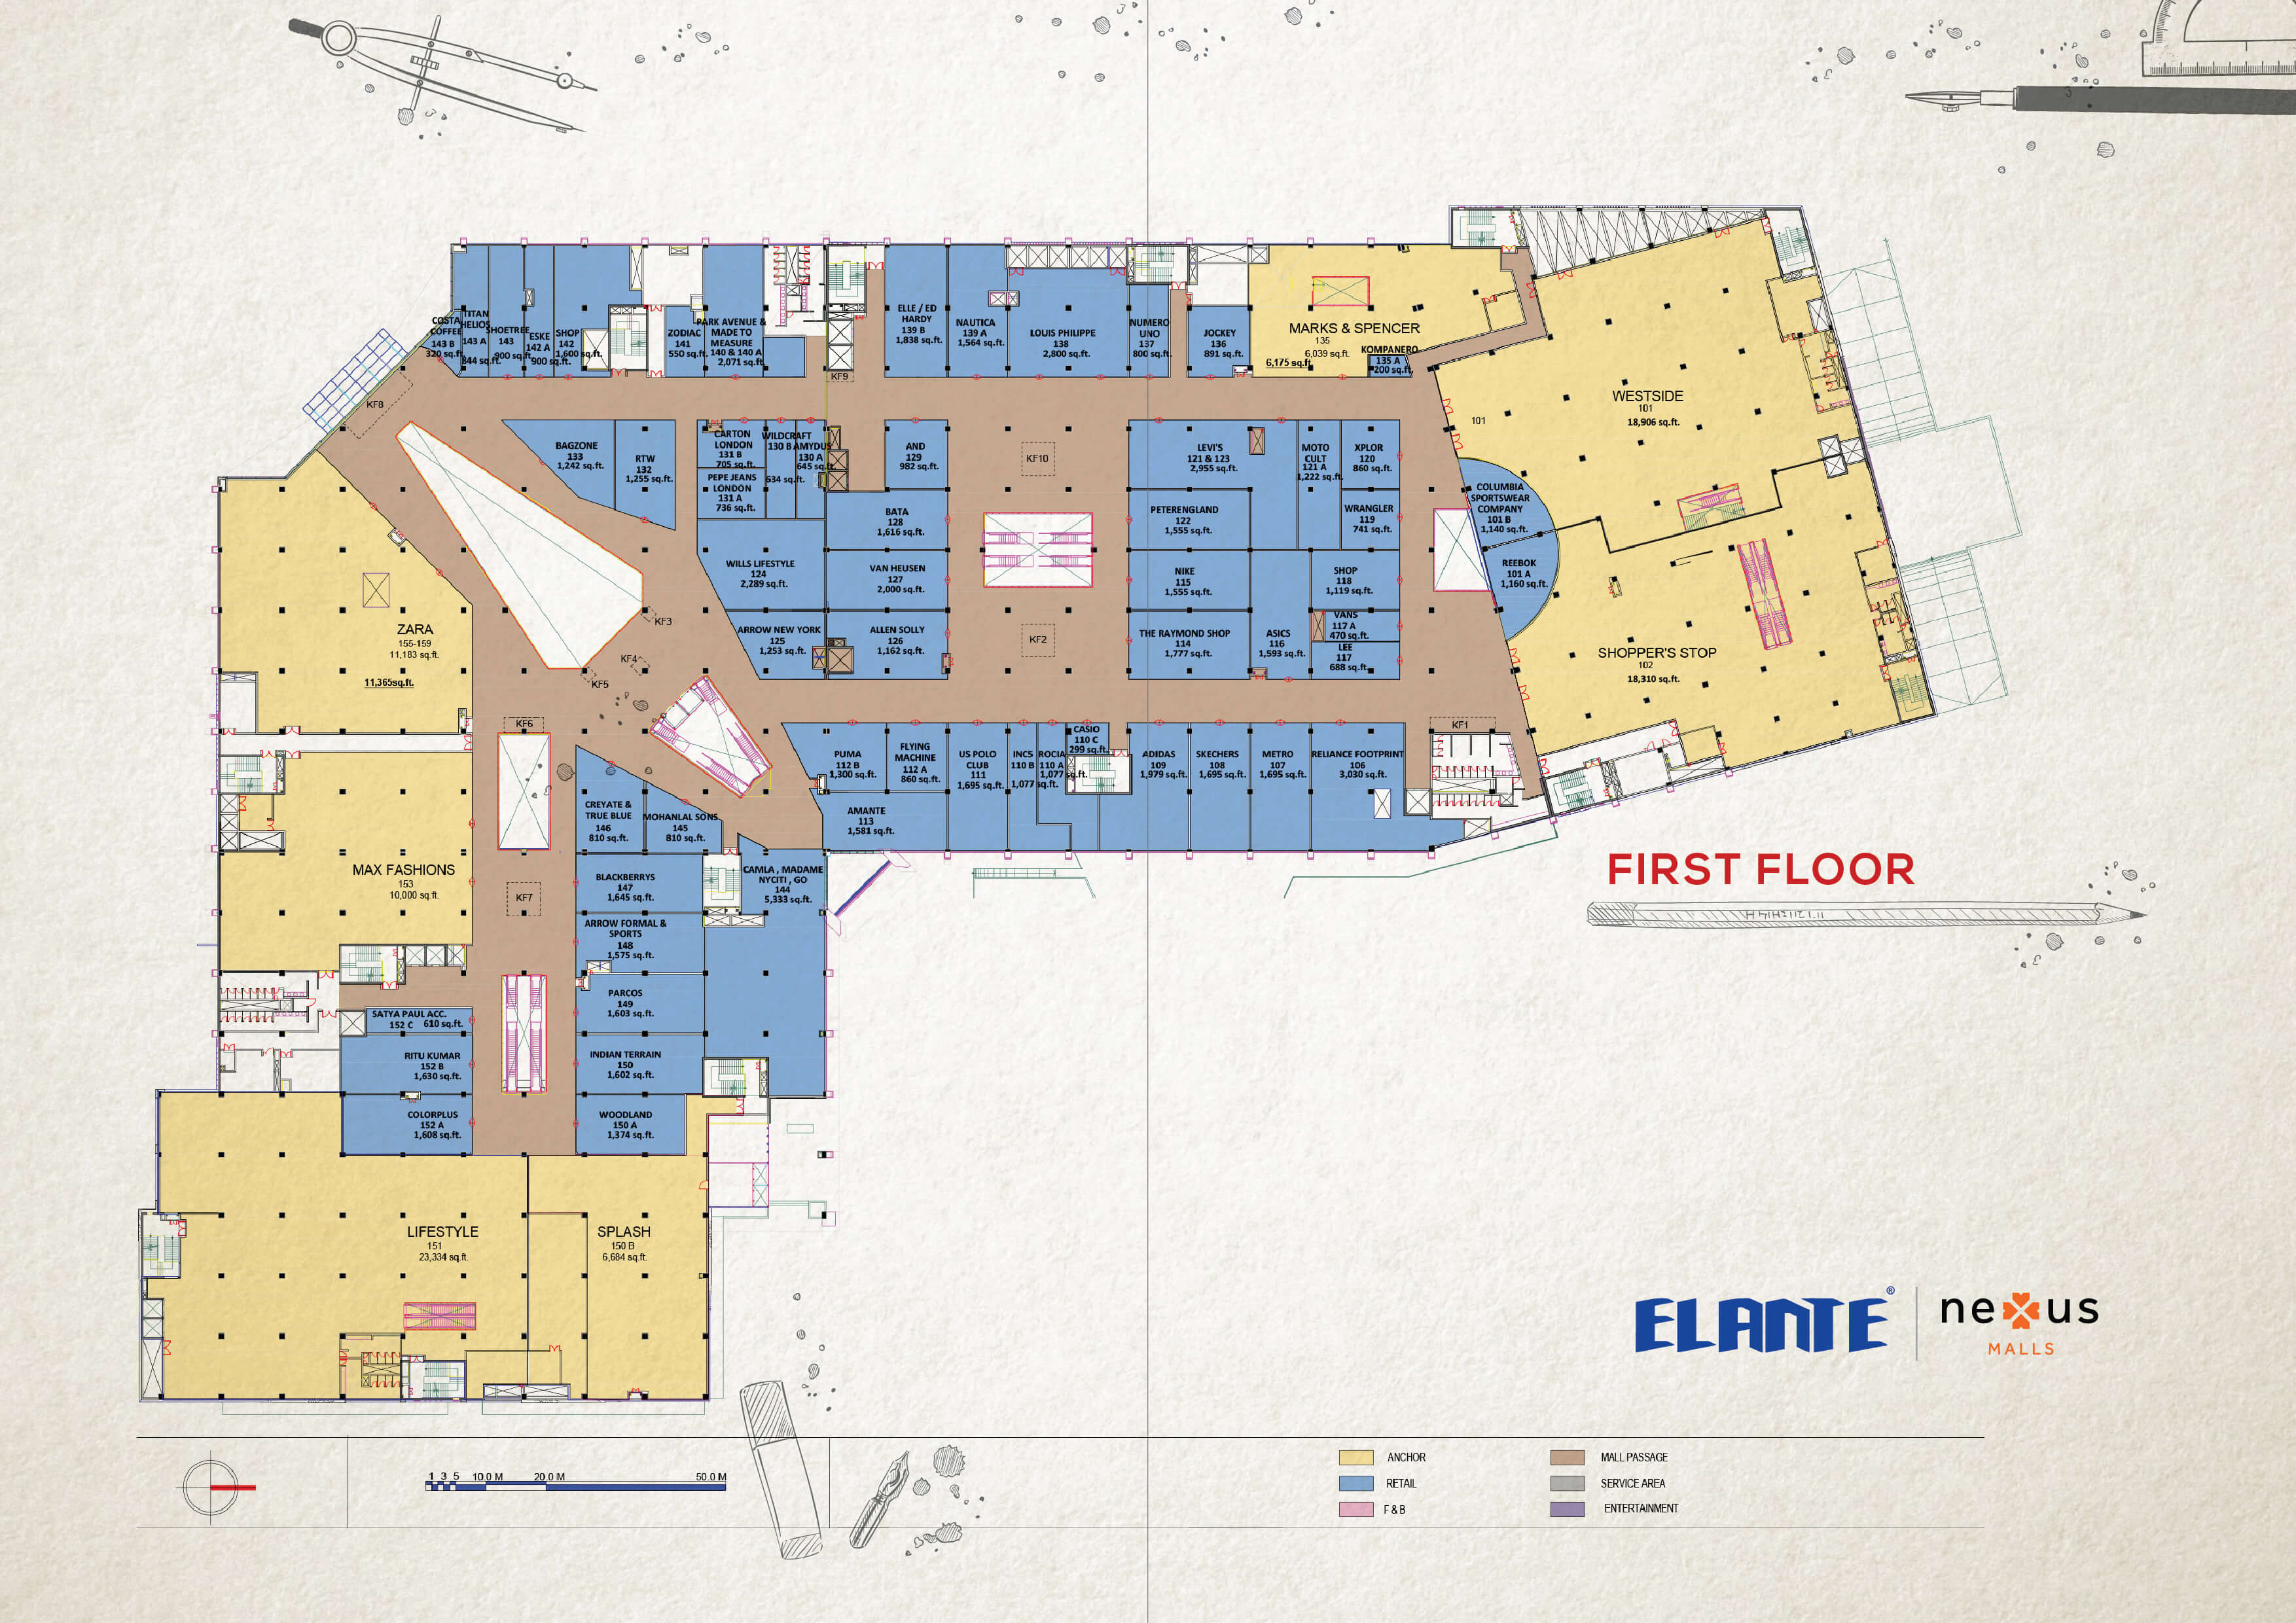 COSTA
COFFEE
143 B
320 sq.ft.
TITAN
HELIOS
143 A
844 sq.ft.
SHOETREE
143
900 sq.ft.
ESKE
142 A
900 sq.ft.
SHOP
142
1,600 sq.ft.
ZODIAC
141
550 sq.ft.
PARK AVENUE &
MADE TO
MEASURE
140 & 140 A
2,071 sq.ft.
KF9
ELLE / ED
HARDY
139 B
1,838 sq.ft.
NAUTICA
139 A
1,564 sq.ft.
LOUIS PHILIPPE
138
2,800 sq.ft.
NUMERO
UNO
137
800 sq.ft.
JOCKEY
136
891 sq.ft.
MARKS & SPENCER
135
6,039 sq.ft.
6,175 sq.ft.
KOMPANERO
135 A
200 sq.ft.
WESTSIDE
101
18,906 sq.ft.
101
KF8
BAGZONE
133
1,242 sq.ft.
RTW
132
1,255 sq.ft.
CARTON
LONDON
131 B
705 sq.ft.
WILDCRAFT
130 B
634 sq.ft.
AMYDUS
130 A
645 sq.ft.
PEPE JEANS
LONDON
131 A
736 sq.ft.
AND
129
982 sq.ft.
KF10
LEVI'S
121 & 123
2,955 sq.ft.
MOTO
CULT
121 A
1,222 sq.ft.
XPLOR
120
860 sq.ft.
BATA
128
1,616 sq.ft.
PETERENGLAND
122
1,555 sq.ft.
WRANGLER
119
741 sq.ft.
COLUMBIA
SPORTSWEAR
COMPANY
101 B
1,140 sq.ft.
WILLS LIFESTYLE
124
2,289 sq.ft.
VAN HEUSEN
127
2,000 sq.ft.
NIKE
115
1,555 sq.ft.
SHOP
118
1,119 sq.ft.
REEBOK
101 A
1,160 sq.ft.
KF3
VANS
117 A
470 sq.ft.
ZARA
155-159
11,183 sq.ft.
11,365sq.ft.
KF4
KF5
ARROW NEW YORK
125
1,253 sq.ft.
ALLEN SOLLY
126
1,162 sq.ft.
KF2
THE RAYMOND SHOP
114
1,777 sq.ft.
ASICS
116
1,593 sq.ft.
LEE
117
688 sq.ft.
SHOPPER'S STOP
102
18,310 sq.ft.
KF6
KF1
PUMA
112 B
1,300 sq.ft.
FLYING
MACHINE
112 A
860 sq.ft.
US POLO
CLUB
111
1,695 sq.ft.
INC5
110 B
1,077 sq.ft.
ROCIA
110 A
1,077 sq.ft.
CASIO
110 C
299 sq.ft.
ADIDAS
109
1,979 sq.ft.
SKECHERS
108
1,695 sq.ft.
METRO
107
1,695 sq.ft.
RELIANCE FOOTPRINT
106
3,030 sq.ft.
AMANTE
113
1,581 sq.ft.
CREYATE &
TRUE BLUE
146
810 sq.ft.
MOHANLAL SONS
145
810 sq.ft.
MAX FASHIONS
153
10,000 sq.ft.
KF7
BLACKBERRYS
147
1,645 sq.ft.
CAMLA , MADAME
NYCITI , GO
144
5,333 sq.ft.
FIRST FLOOR
ARROW FORMAL &
SPORTS
148
1,575 sq.ft.
PARCOS
149
1,603 sq.ft.
SATYA PAUL ACC.
152 C 610 sq.ft.
RITU KUMAR
152 B
1,630 sq.ft.
INDIAN TERRAIN
150
1,602 sq.ft.
COLORPLUS
152 A
1,608 sq.ft.
WOODLAND
150 A
1,374 sq.ft.
LIFESTYLE
151
23,334 sq.ft.
SPLASH
150 B
6,684 sq.ft.
ELANTE®
nexus
MALLS
1 3 5 10.0 M 20.0 M 50.0 M
ANCHOR
RETAIL
F & B
MALL PASSAGE
SERVICE AREA
ENTERTAINMENT